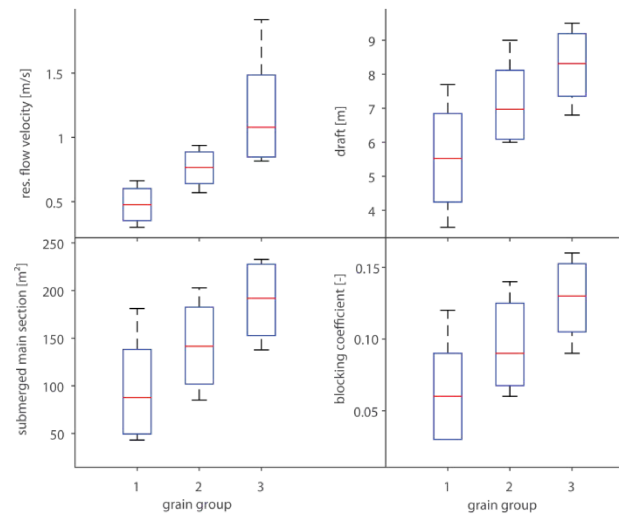 res. flow velocity [m/s]
1.5
1
0.5
draft [m]
9
8
7
6
5
4
submerged main section [m²]
250
200
150
100
50
blocking coefficient [-]
0.15
0.10
0.05
1 2 3
grain group
1 2 3
grain group